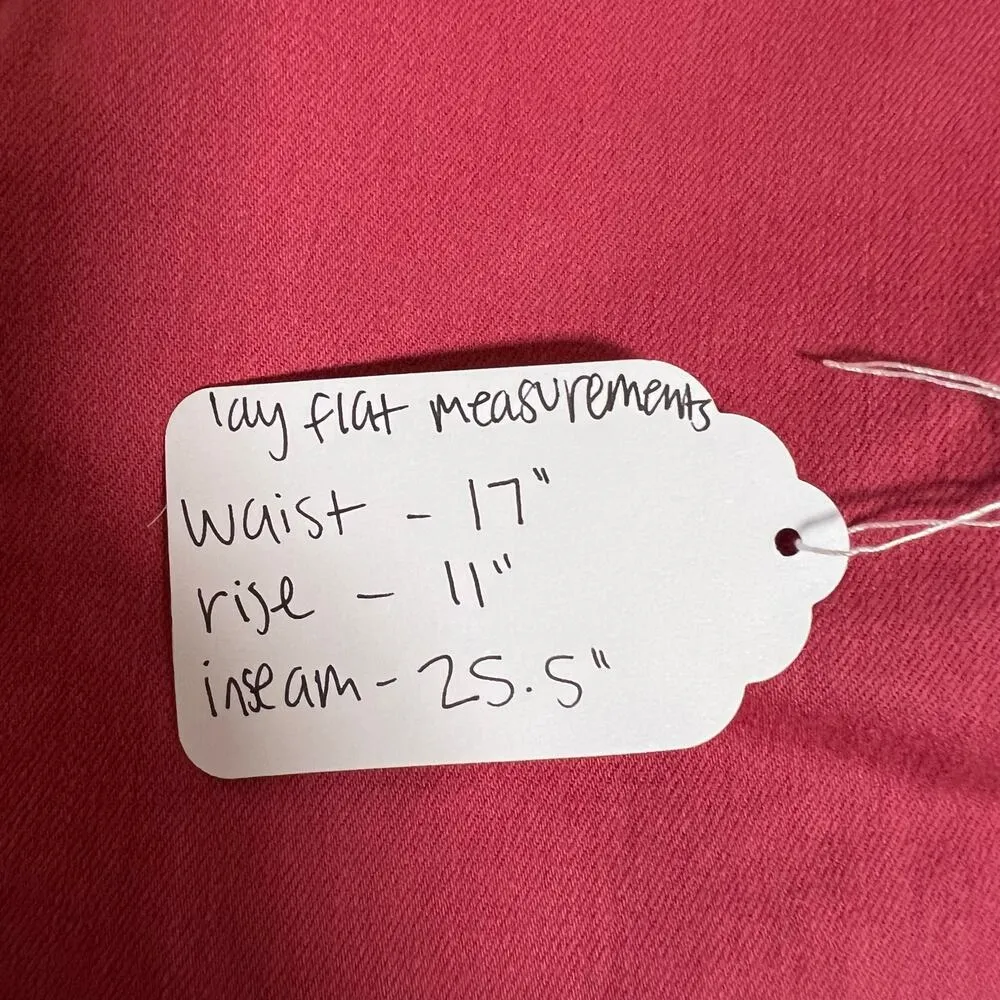 lay flat measurements
waist - 17"
rise - 11"
inseam - 25.5"